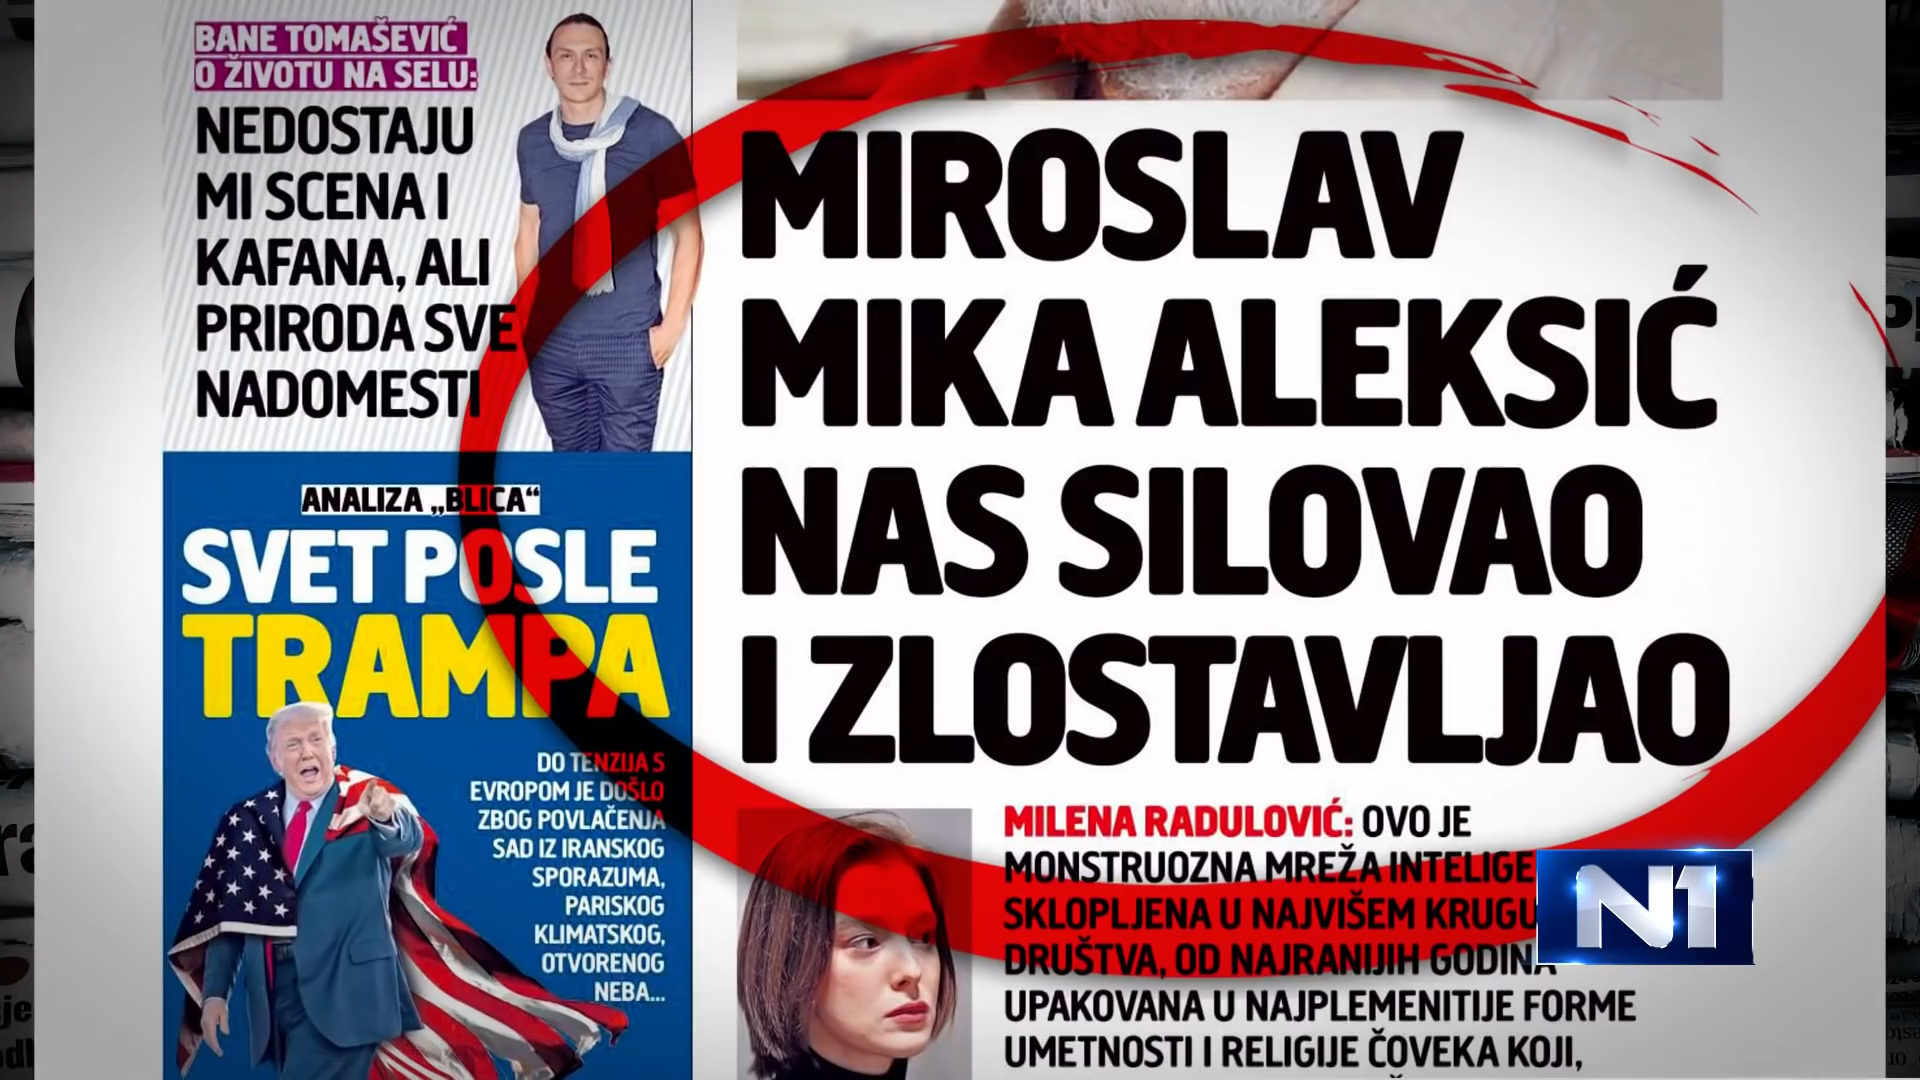 BANE TOMAŠEVIĆ
O ŽIVOTU NA SELU:
NEDOSTAJU
MI SCENA I
KAFANA, ALI
PRIRODA SVE
NADOMESTI
ANALIZA „BLICA“
SVET POSLE
TRAMPA
DO TENZIJA S
EVROPOM JE DOŠLO
ZBOG POVLAČENJA
SAD IZ IRANSKOG
SPORAZUMA,
PARISKOG
KLIMATSKOG,
OTVORENOG
NEBA...
MIROSLAV
MIKA ALEKSIĆ
NAS SILOVAO
I ZLOSTAVLJAO
MILENA RADULOVIĆ: OVO JE
MONSTRUOZNA MREŽA INTELIGE
SKLOPLJENA U NAJVIŠEM KRUGU
DRUŠTVA, OD NAJRANIJIH GODINA
UPAKOVANA U NAJPLEMENITIJE FORME
UMETNOSTI I RELIGIJE ČOVEKA KOJI,
N1